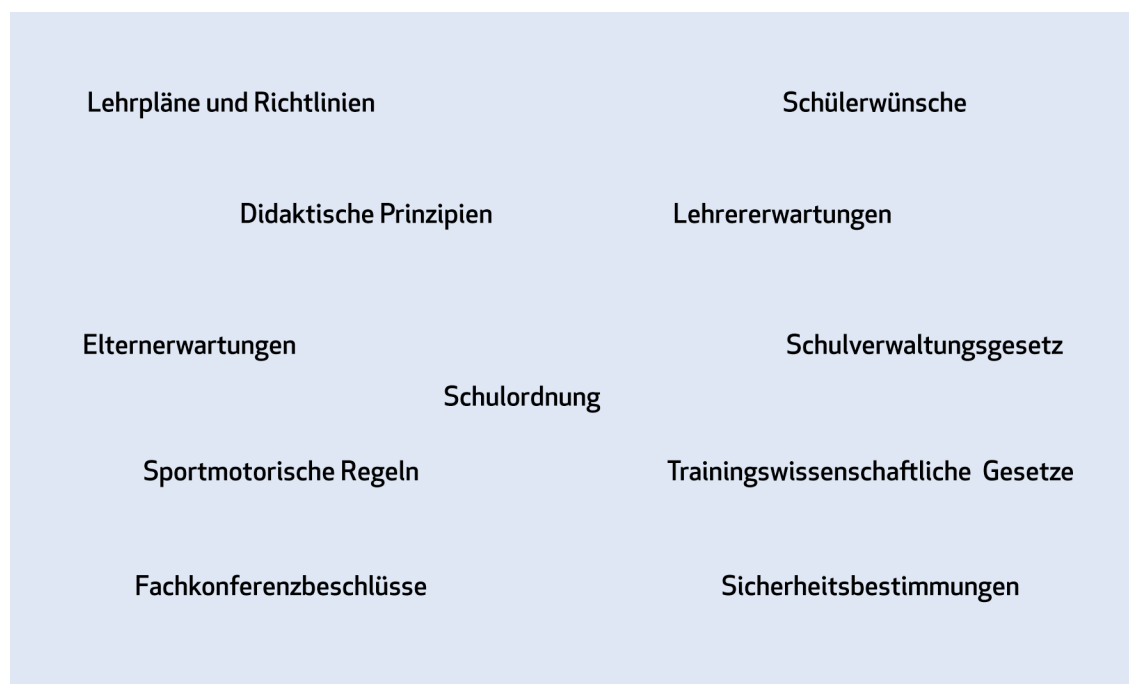 Lehrpläne und Richtlinien
Schülerwünsche
Didaktische Prinzipien
Lehrererwartungen
Elternerwartungen
Schulverwaltungsgesetz
Schulordnung
Sportmotorische Regeln
Trainingswissenschaftliche Gesetze
Fachkonferenzbeschlüsse
Sicherheitsbestimmungen